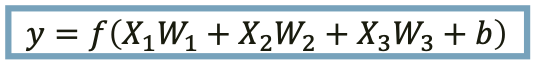 y = f(X₁W₁ + X₂W₂ + X₃W₃ + b)